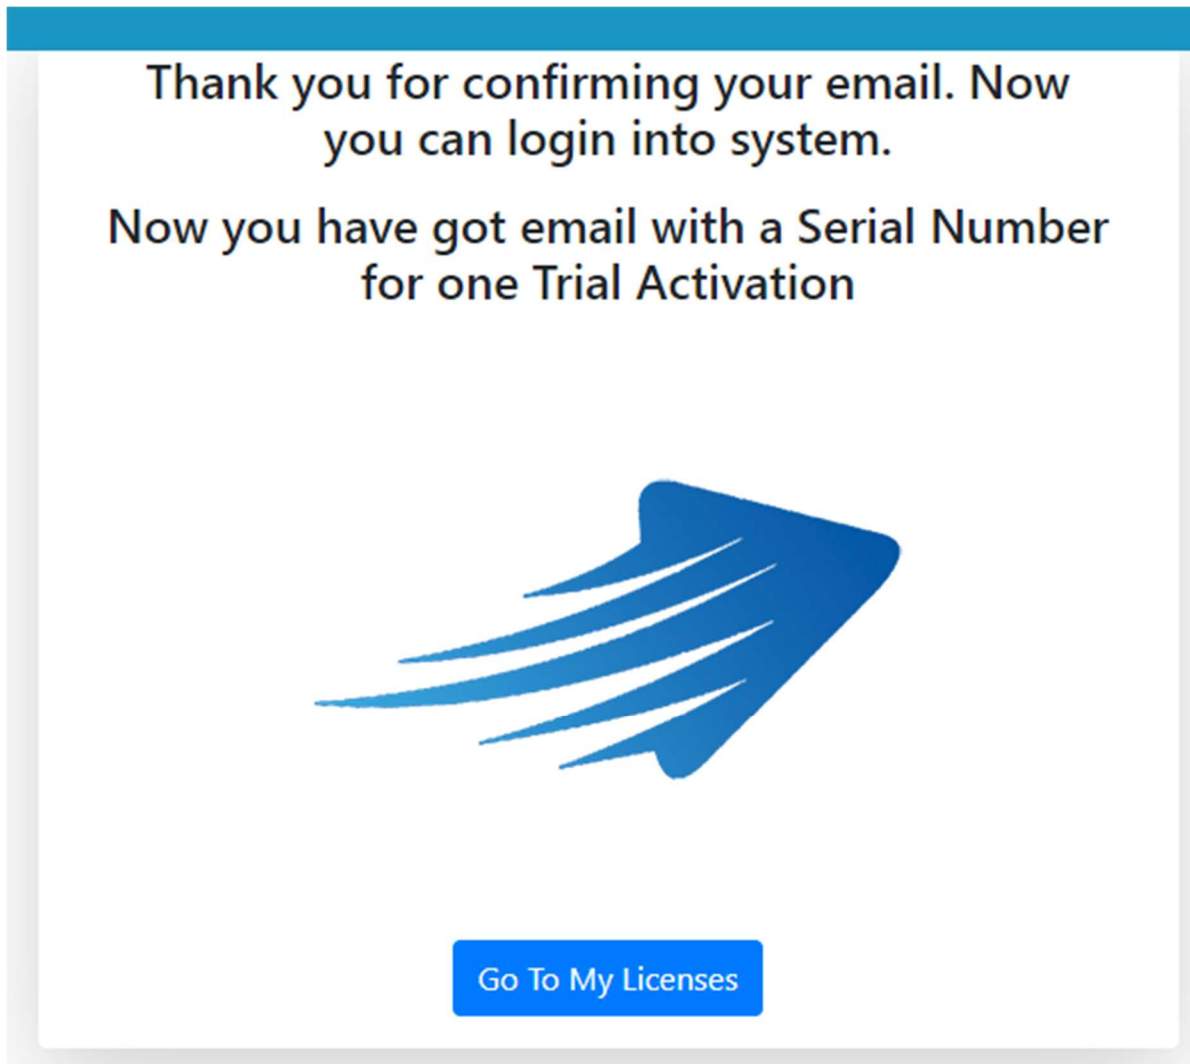 Thank you for confirming your email. Now
you can login into system.
Now you have got email with a Serial Number
for one Trial Activation
Go To My Licenses